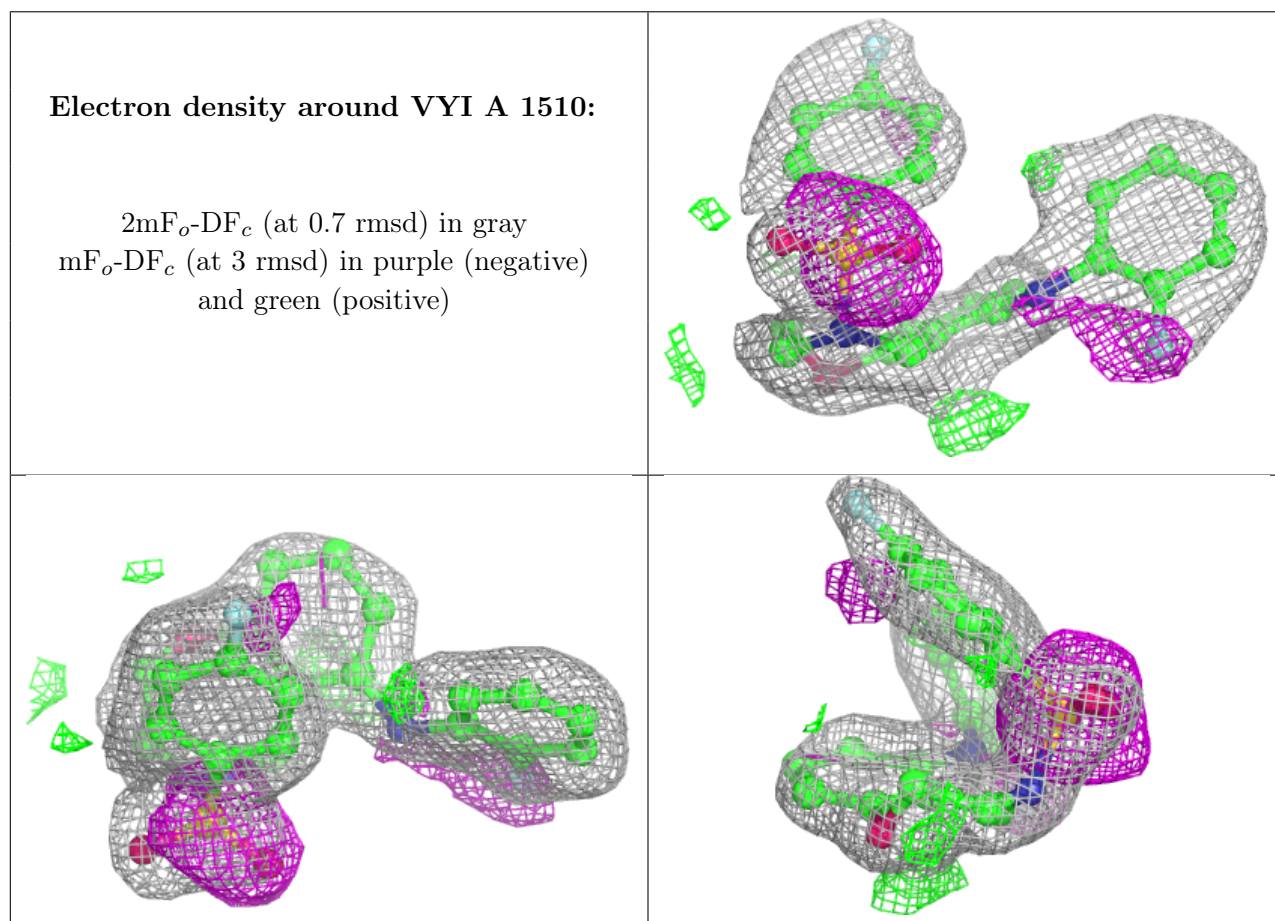 Electron density around VYI A 1510:
2mFo-DFc (at 0.7 rmsd) in gray
mFo-DFc (at 3 rmsd) in purple (negative)
and green (positive)